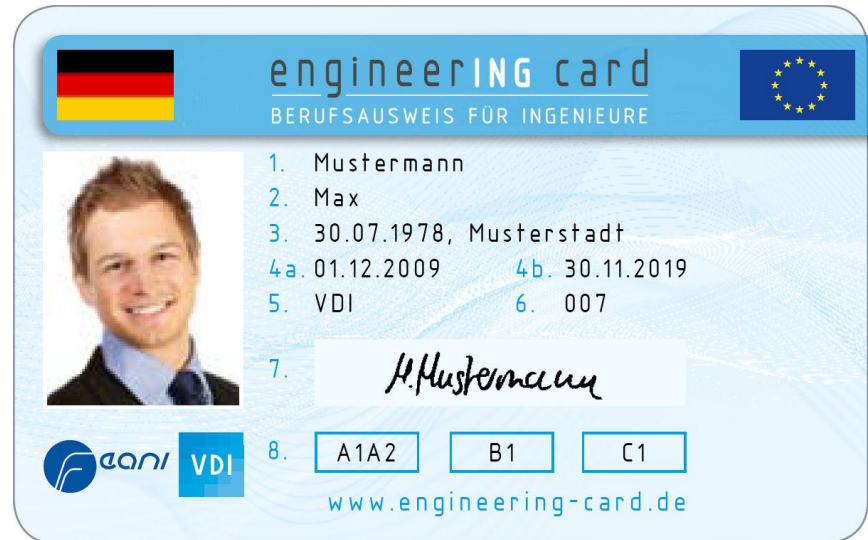 engineerING card
BERUFSAUSWEIS FÜR INGENIEURE
1. Mustermann
2. Max
3. 30.07.1978, Musterstadt
4a. 01.12.2009 4b. 30.11.2019
5. VDI 6. 007
7. M. Mustermann
8. A1A2 B1 C1
feani VDI
www.engineering-card.de